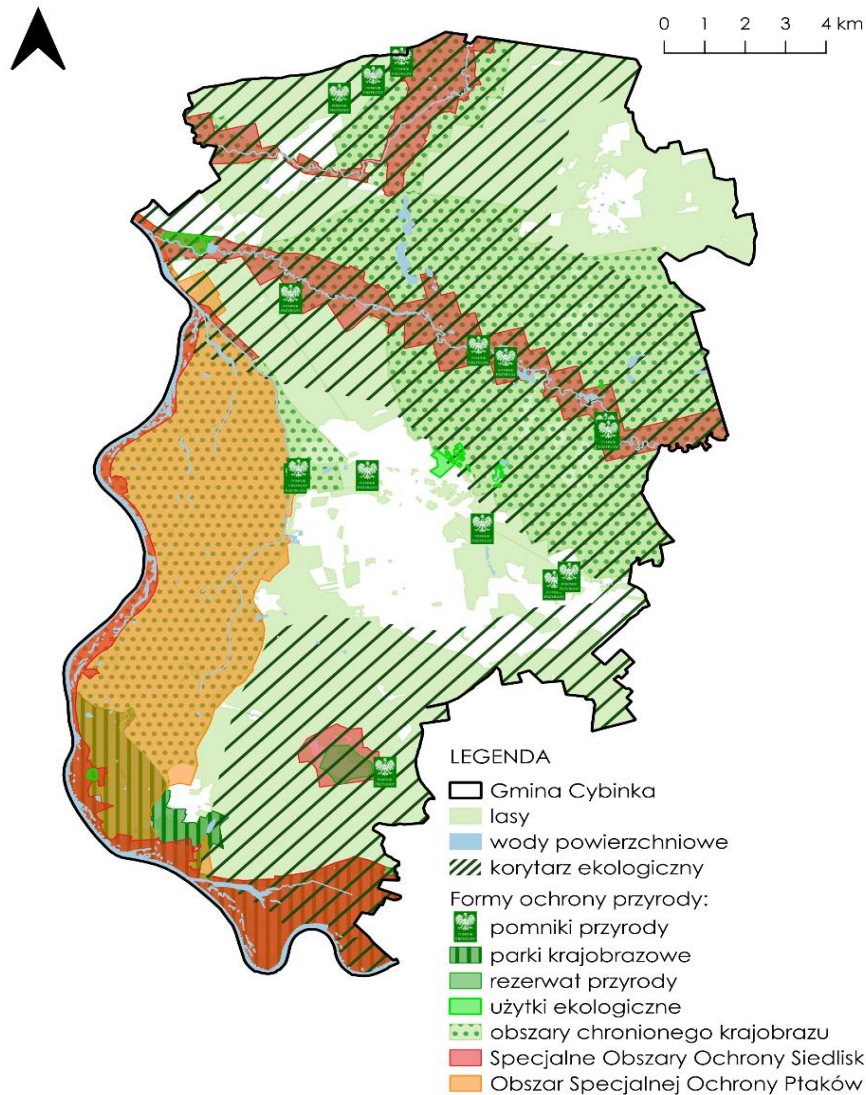 0 1 2 4 km
LEGENDA
Gmina Cybinka
lasy
wody powierzchniowe
korytarz ekologiczny
Formy ochrony przyrody:
pomniki przyrody
parki krajobrazowe
rezerwat przyrody
użytki ekologiczne
obszary chronionego krajobrazu
Specjalne Obszary Ochrony Siedlisk
Obszar Specjalnej Ochrony Ptaków